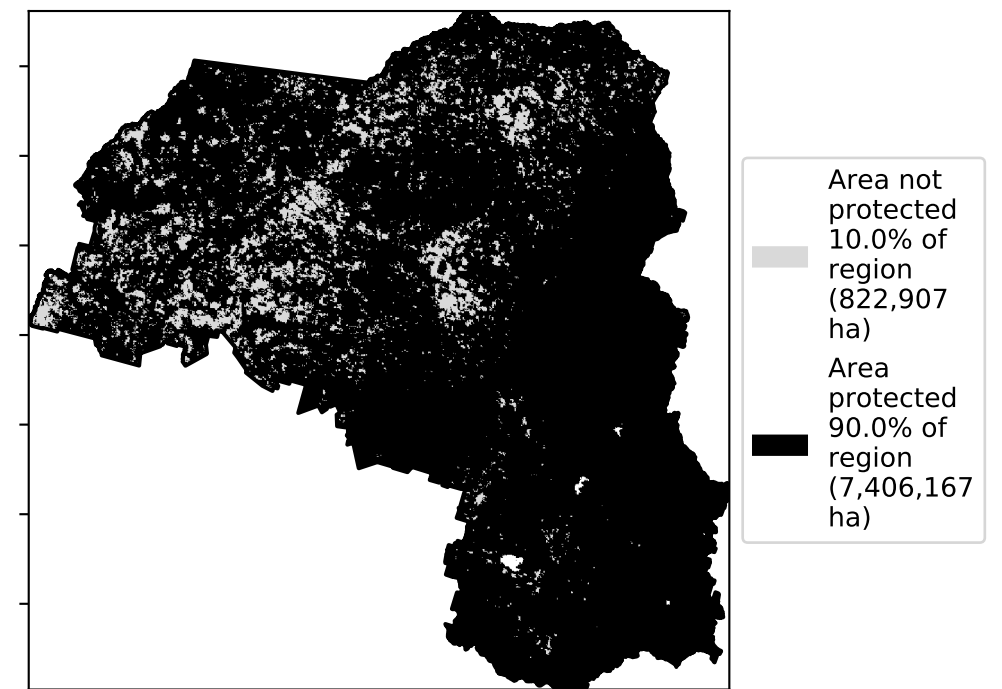 Area not
protected
10.0% of
region
(822,907
ha)
Area
protected
90.0% of
region
(7,406,167
ha)